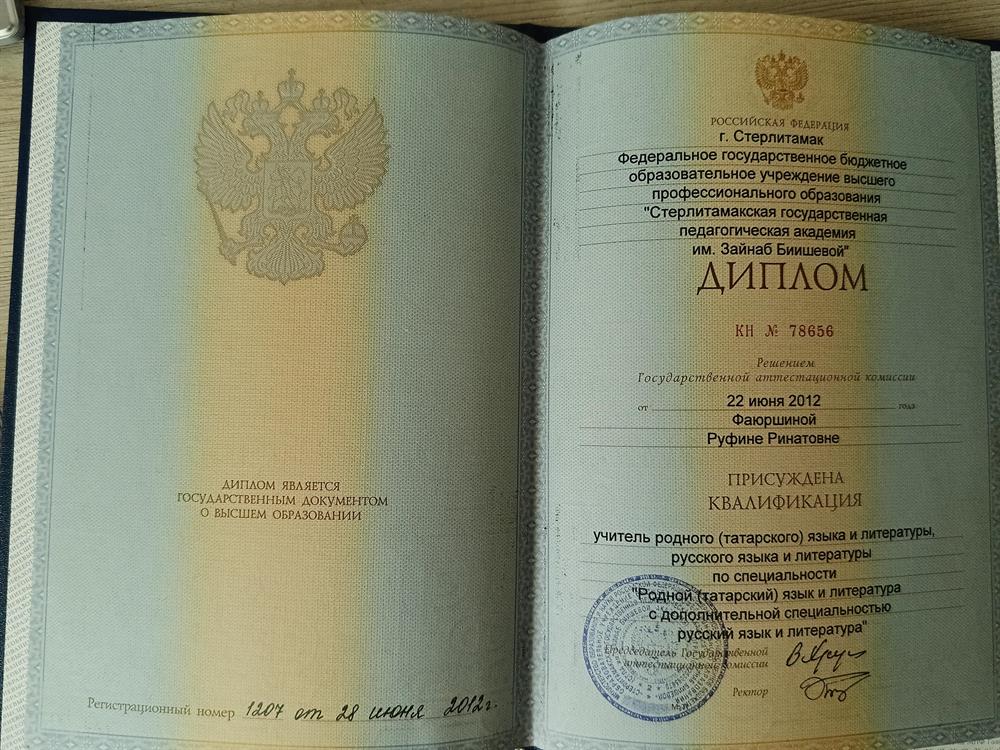 ДИПЛОМ ЯВЛЯЕТСЯ
ГОСУДАРСТВЕННЫМ ДОКУМЕНТОМ
О ВЫСШЕМ ОБРАЗОВАНИИ
Регистрационный номер 1207 от 28 июня 2012г.
РОССИЙСКАЯ ФЕДЕРАЦИЯ
г. Стерлитамак
Федеральное государственное бюджетное
образовательное учреждение высшего
профессионального образования
"Стерлитамакская государственная
педагогическая академия
им. Зайнаб Биишевой"
ДИПЛОМ
КН № 78656
Решением
Государственной аттестационной комиссии
от 22 июня 2012 года
Фаюршиной
Руфине Ринатовне
ПРИСУЖДЕНА
КВАЛИФИКАЦИЯ
учитель родного (татарского) языка и литературы,
русского языка и литературы
по специальности
"Родной (татарский) язык и литература
с дополнительной специальностью
русский язык и литература"
Председатель Государственной
аттестационной комиссии
Ректор